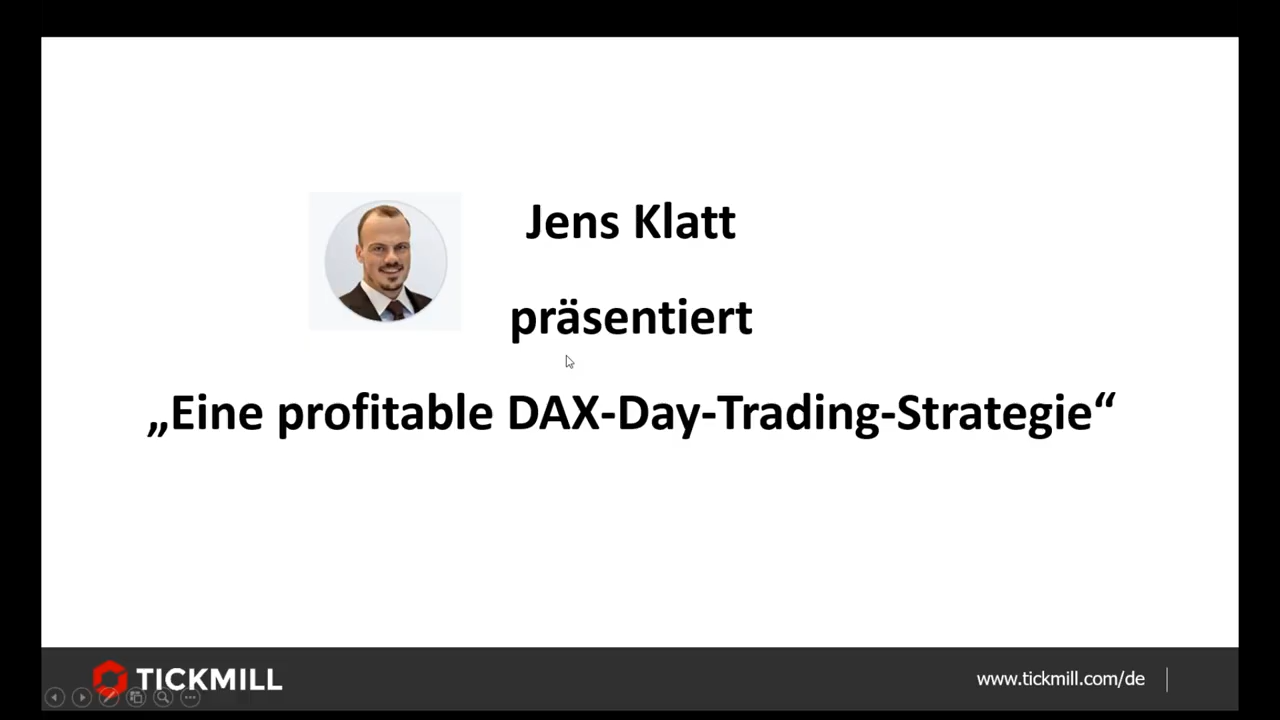 Jens Klatt
präsentiert
„Eine profitable DAX-Day-Trading-Strategie“
TICKMILL
www.tickmill.com/de